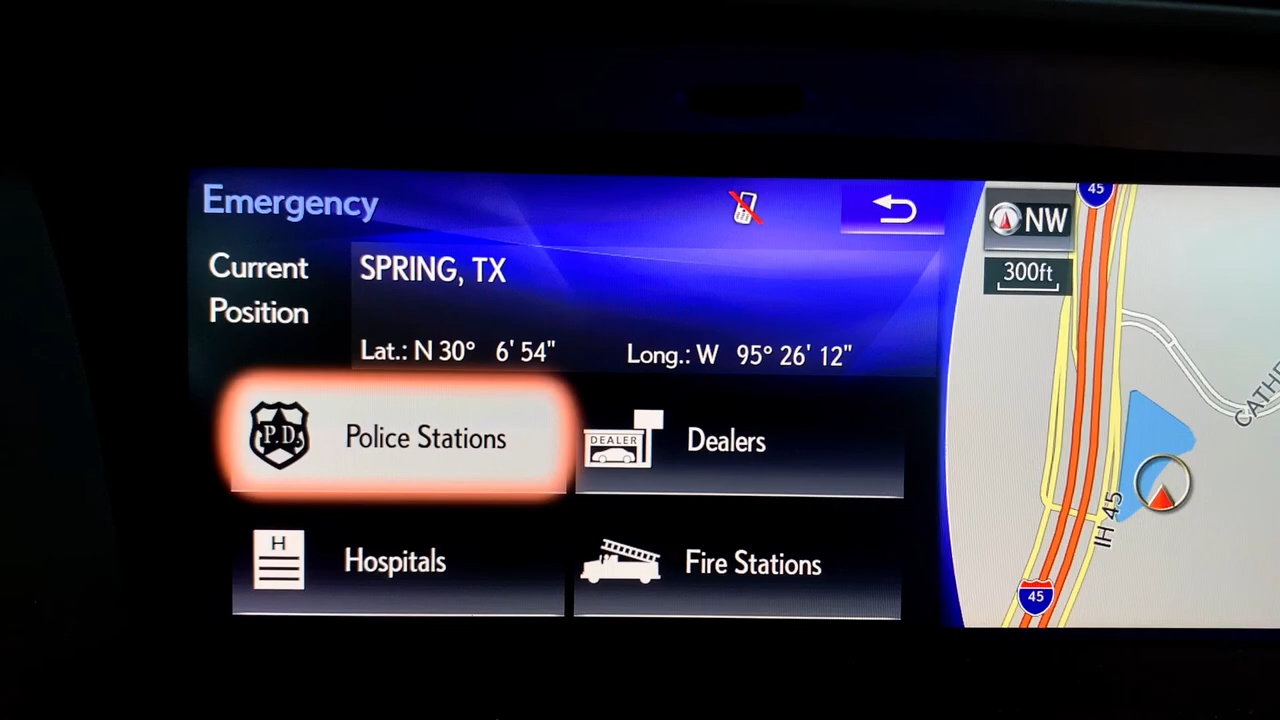 Emergency
Current Position
SPRING, TX
Lat.: N 30° 6' 54" Long.: W 95° 26' 12"
P.D.
Police Stations
DEALER
Dealers
H
Hospitals
Fire Stations
45
NW
300ft
CATHE
IH 45
45